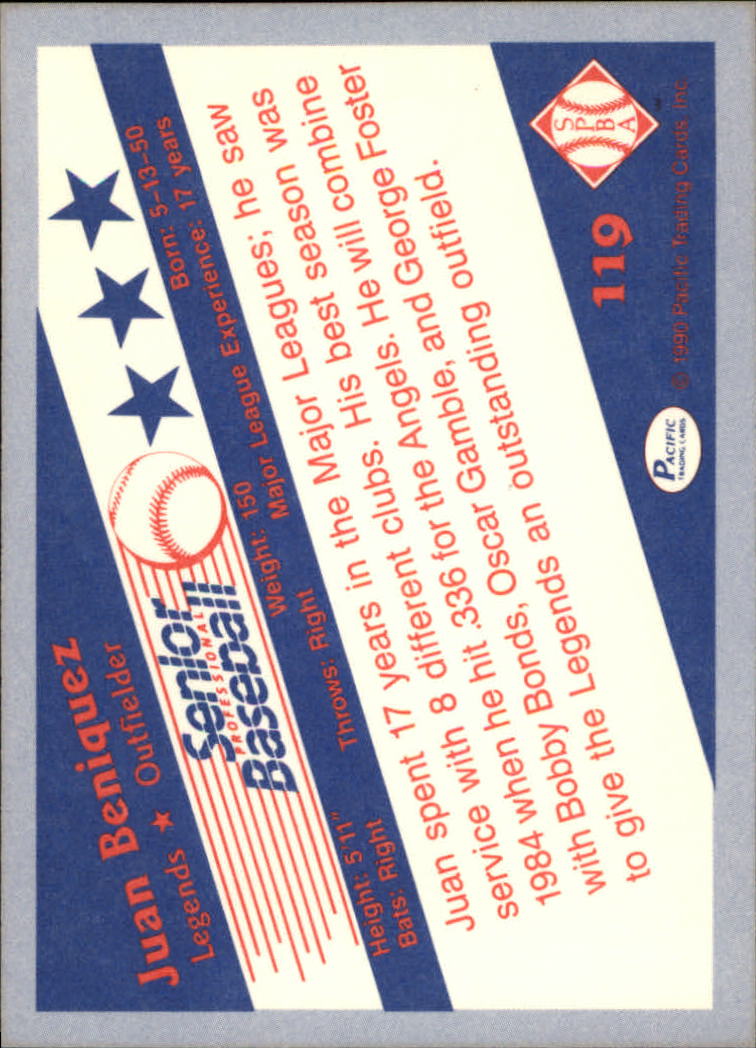 Juan Beniquez
Legends ★ Outfielder
Senior
PROFESSIONAL
Baseball
Height: 5'11" Weight: 150 Born: 5-13-50
Bats: Right Throws: Right Major League Experience: 17 years
Juan spent 17 years in the Major Leagues; he saw
service with 8 different clubs. His best season was
1984 when he hit .336 for the Angels. He will combine
with Bobby Bonds, Oscar Gamble, and George Foster
to give the Legends an outstanding outfield.
PACIFIC
TRADING CARDS
© 1990 Pacific Trading Cards, Inc.
119
S
P
B
A